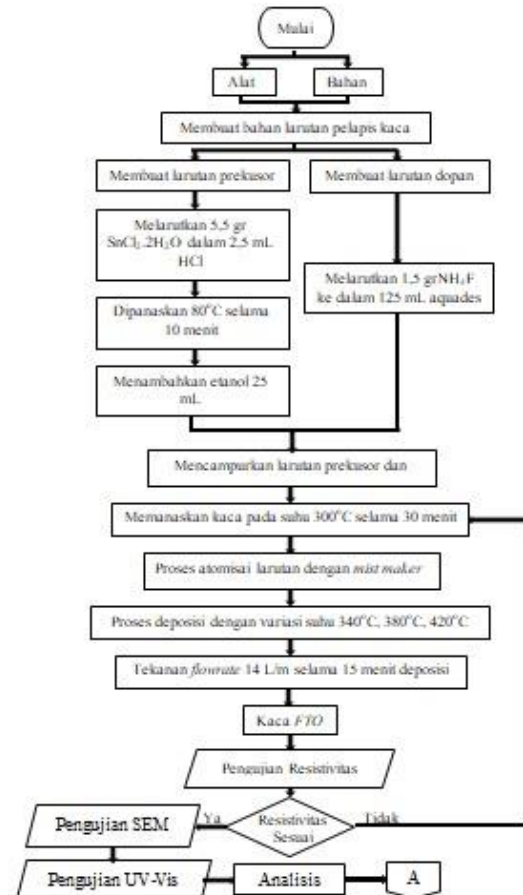 Mulai
Alat
Bahan
Membuat bahan larutan pelapis kaca
Membuat larutan prekusor
Membuat larutan dopan
Melarutkan 5,5 gr
SnCl₂.2H₂O dalam 2,5 mL
HCl
Melarutkan 1,5 grNH₄F
ke dalam 125 mL aquades
Dipanaskan 80°C selama
10 menit
Menambahkan etanol 25
mL
Mencampurkan larutan prekusor dan
Memanaskan kaca pada suhu 300°C selama 30 menit
Proses atomisai larutan dengan mist maker
Proses deposisi dengan variasi suhu 340°C, 380°C, 420°C
Tekanan flowrate 14 L/m selama 15 menit deposisi
Kaca FTO
Pengujian Resistivitas
Pengujian SEM
Ya
Resistivitas
Sesuai
Tidak
Pengujian UV-Vis
Analisis
A